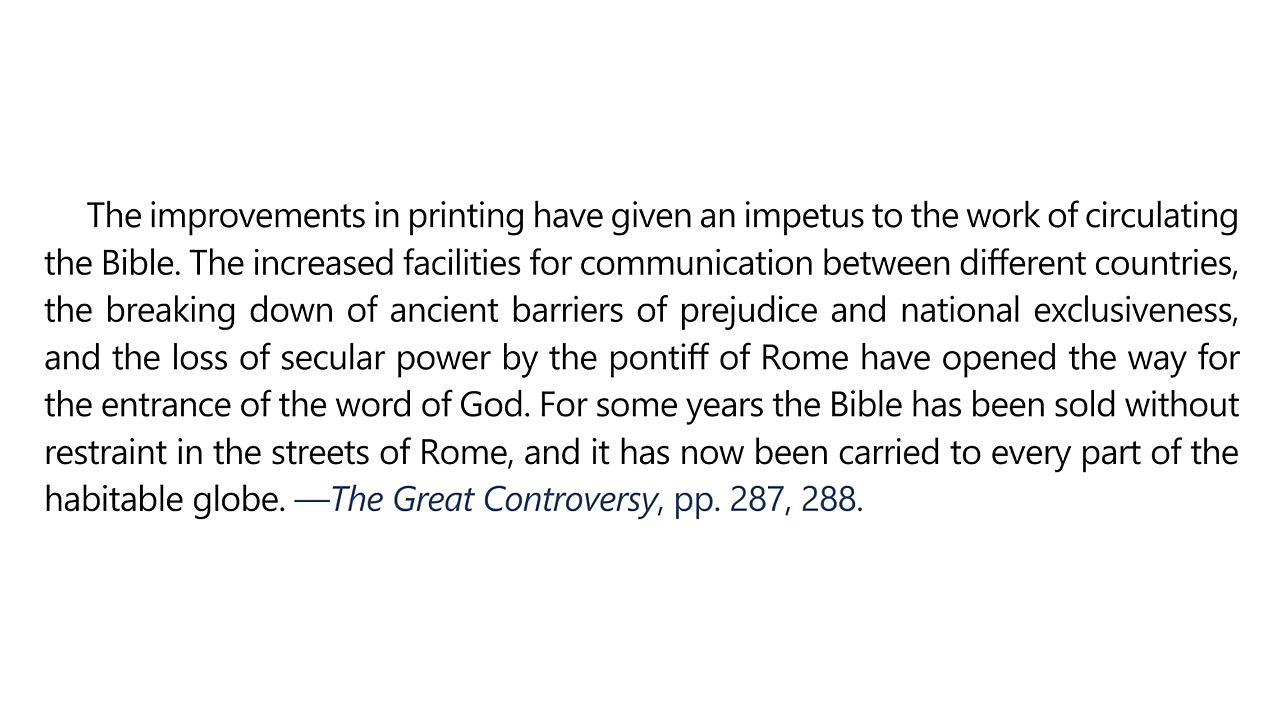 The improvements in printing have given an impetus to the work of circulating
the Bible. The increased facilities for communication between different countries,
the breaking down of ancient barriers of prejudice and national exclusiveness,
and the loss of secular power by the pontiff of Rome have opened the way for
the entrance of the word of God. For some years the Bible has been sold without
restraint in the streets of Rome, and it has now been carried to every part of the
habitable globe. —The Great Controversy, pp. 287, 288.